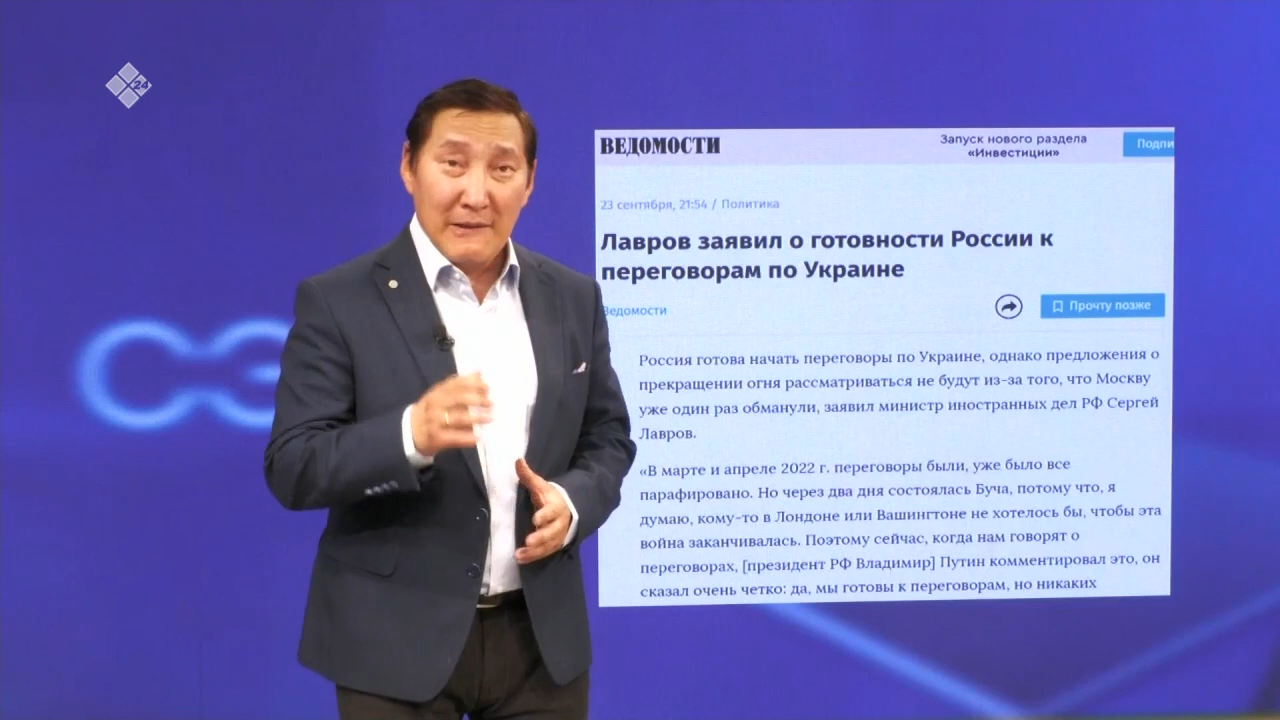 24
ВЕДОМОСТИ
Запуск нового раздела
«Инвестиции»
23 сентября, 21:54 / Политика
Лавров заявил о готовности России к
переговорам по Украине
Ведомости
Прочту позже
Россия готова начать переговоры по Украине, однако предложения о
прекращении огня рассматриваться не будут из-за того, что Москву
уже один раз обманули, заявил министр иностранных дел РФ Сергей
Лавров.
«В марте и апреле 2022 г. переговоры были, уже было все
парафировано. Но через два дня состоялась Буча, потому что, я
думаю, кому-то в Лондоне или Вашингтоне не хотелось бы, чтобы эта
война заканчивалась. Поэтому сейчас, когда нам говорят о
переговорах, [президент РФ Владимир] Путин комментировал это, он
сказал очень четко: да, мы готовы к переговорам, но никаких